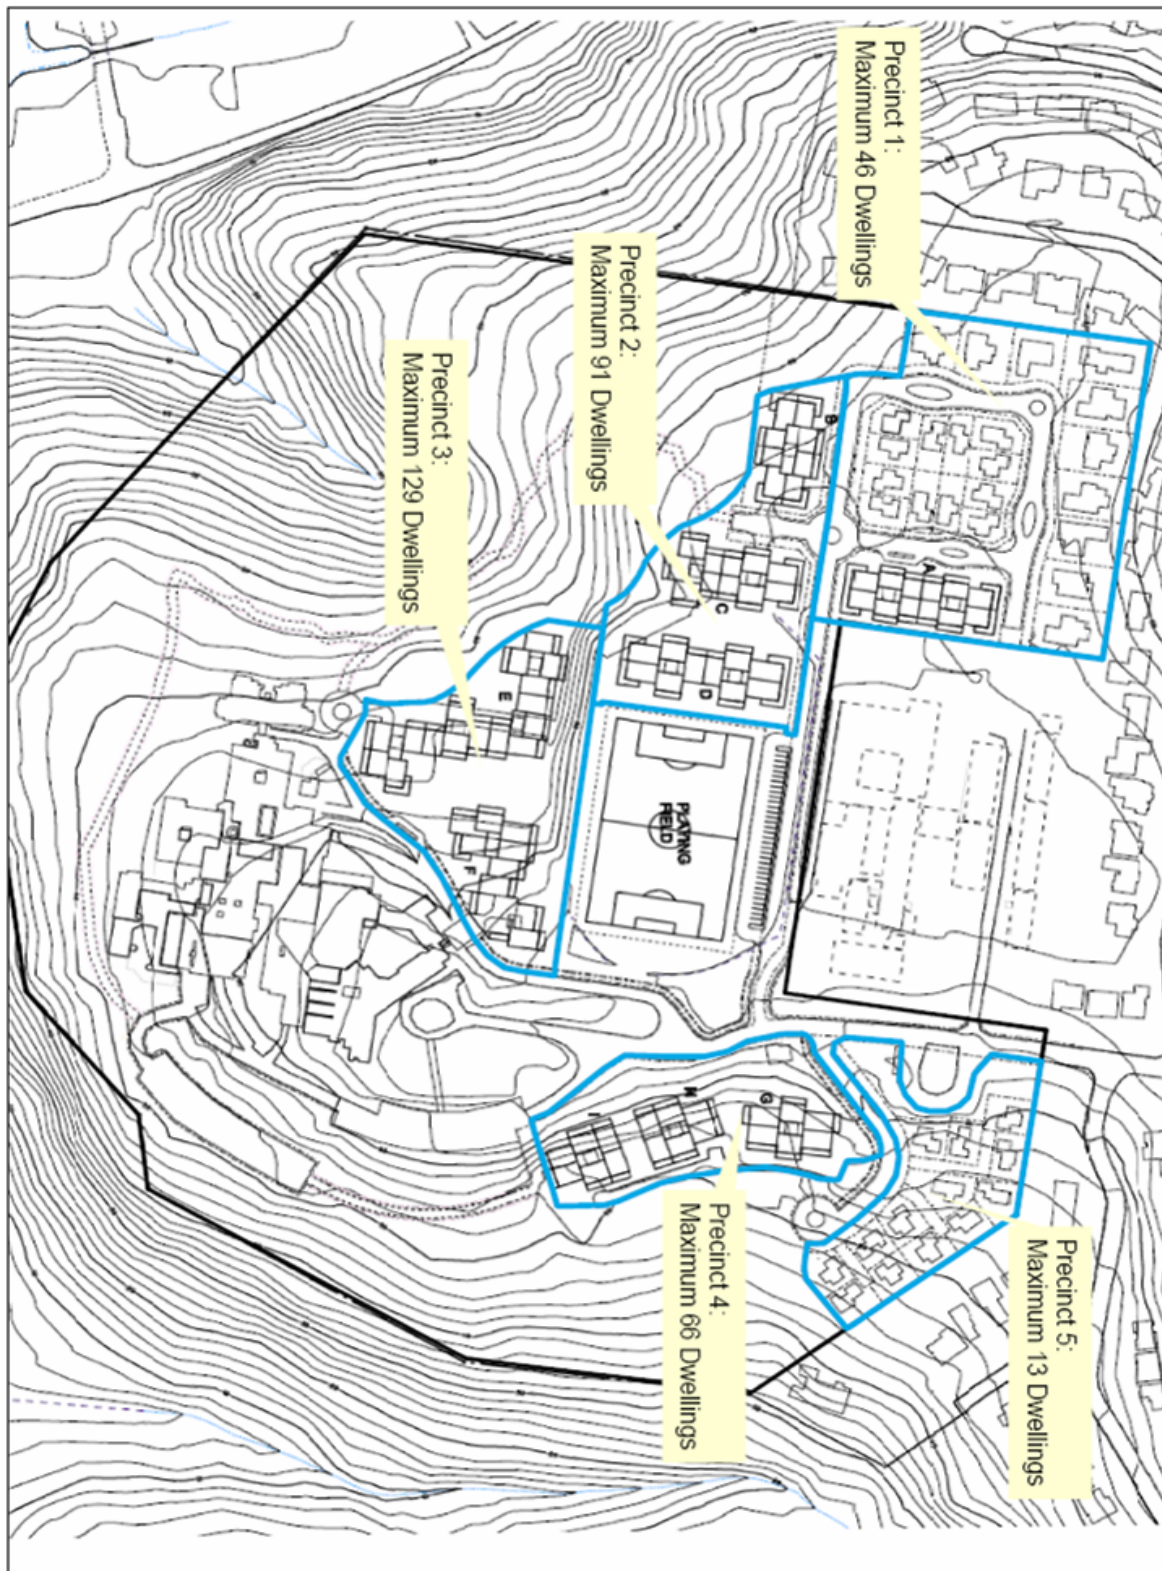 Precinct 1:
Maximum 46 Dwellings
Precinct 2:
Maximum 91 Dwellings
Precinct 3:
Maximum 129 Dwellings
Precinct 4:
Maximum 66 Dwellings
Precinct 5:
Maximum 13 Dwellings
A
B
C
D
PLAYING
FIELD
E
F
G
H
I